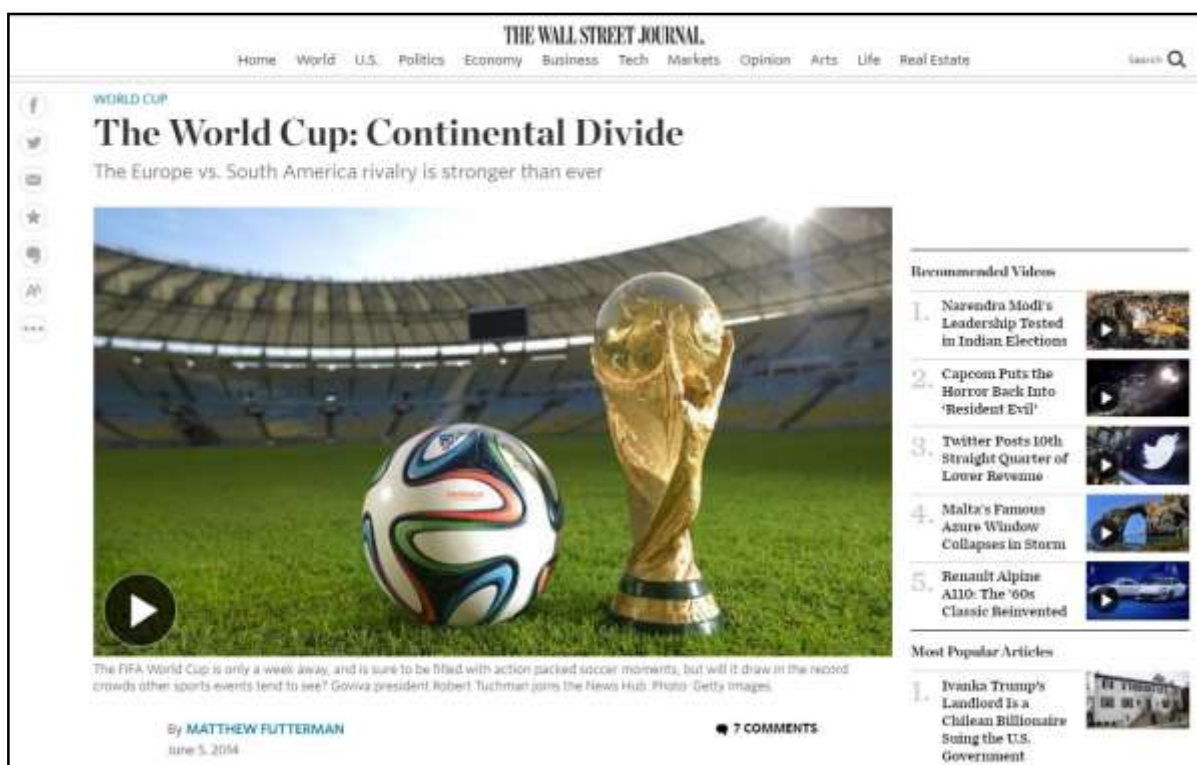 THE WALL STREET JOURNAL.
Home World U.S. Politics Economy Business Tech Markets Opinion Arts Life Real Estate
Search
WORLD CUP
The World Cup: Continental Divide
The Europe vs. South America rivalry is stronger than ever
The FIFA World Cup is only a week away, and is sure to be filled with action packed soccer moments, but will it draw in the record
crowds other sports events tend to see? Goviva president Robert Tuchman joins the News Hub. Photo: Getty Images.
By MATTHEW FUTTERMAN
June 5, 2014
7 COMMENTS
Recommended Videos
1. Narendra Modi's
Leadership Tested
in Indian Elections
2. Capcom Puts the
Horror Back Into
'Resident Evil'
3. Twitter Posts 10th
Straight Quarter of
Lower Revenue
4. Malta's Famous
Azure Window
Collapses in Storm
5. Renault Alpine
A110: The '60s
Classic Reinvented
Most Popular Articles
1. Ivanka Trump's
Landlord Is a
Chilean Billionaire
Suing the U.S.
Government